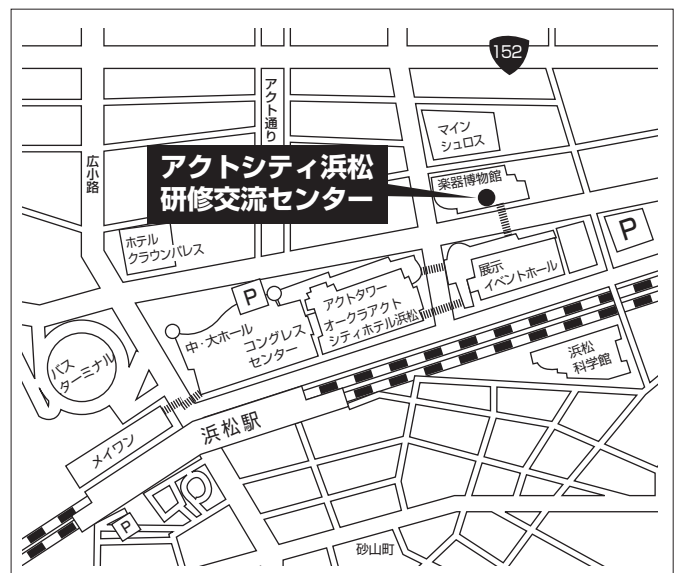 152
アクト通り
広小路
マイン
シュロス
アクトシティ浜松
研修交流センター
楽器博物館
ホテル
クラウンパレス
P
展示
イベントホール
P
アクトタワー
オークラアクト
シティホテル浜松
中・大ホール
コングレス
センター
バス
ターミナル
浜松
科学館
浜松駅
メイワン
P
砂山町